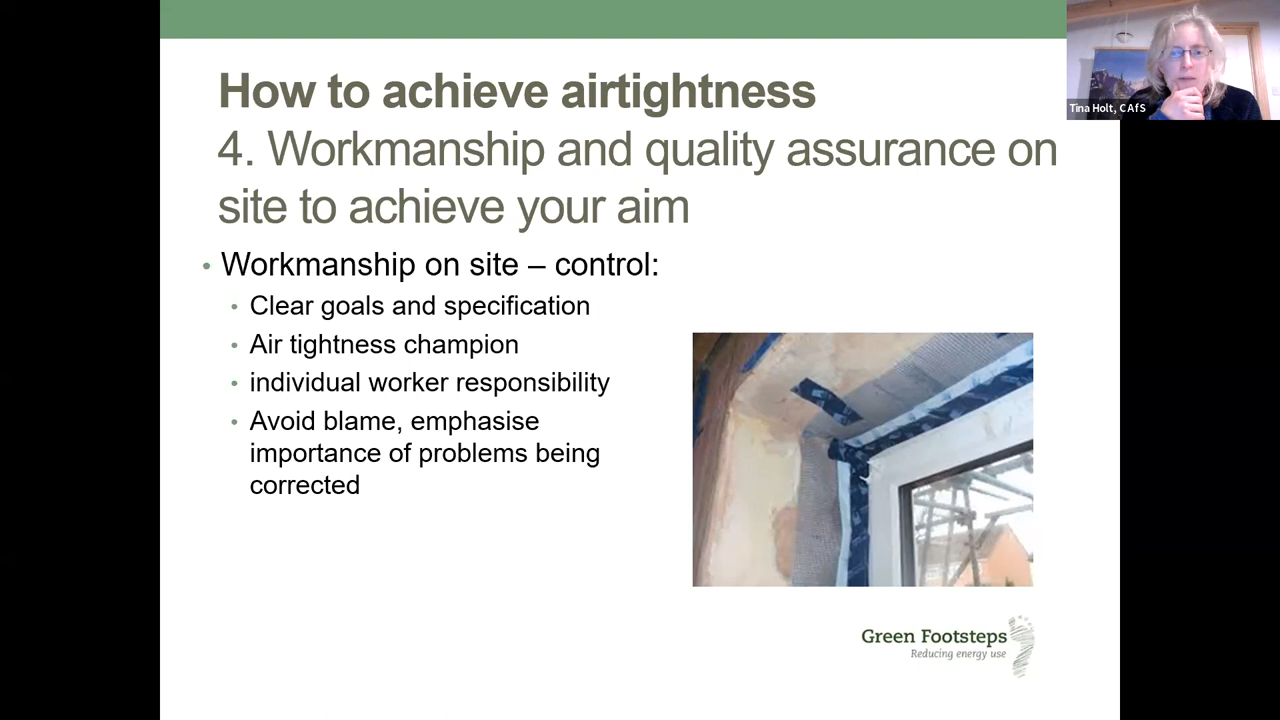 How to achieve airtightness
4. Workmanship and quality assurance on
site to achieve your aim
• Workmanship on site – control:
• Clear goals and specification
• Air tightness champion
• individual worker responsibility
• Avoid blame, emphasise
importance of problems being
corrected
Green Footsteps
Reducing energy use
Tina Holt, CAfS